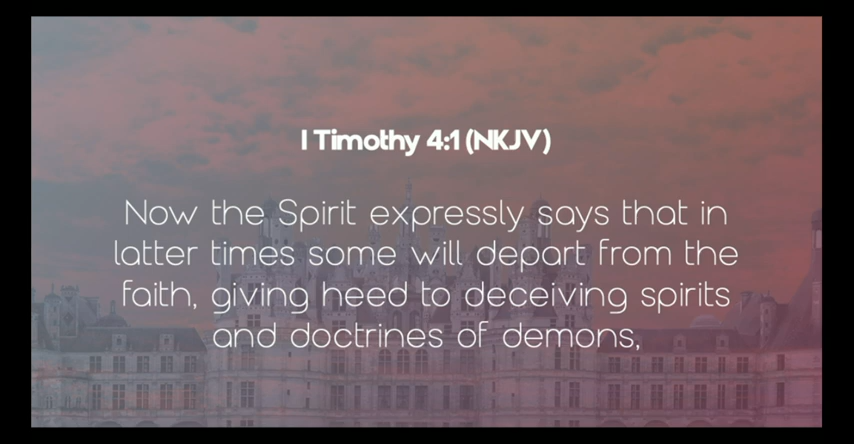 I Timothy 4:1 (NKJV)
Now the Spirit expressly says that in
latter times some will depart from the
faith, giving heed to deceiving spirits
and doctrines of demons,